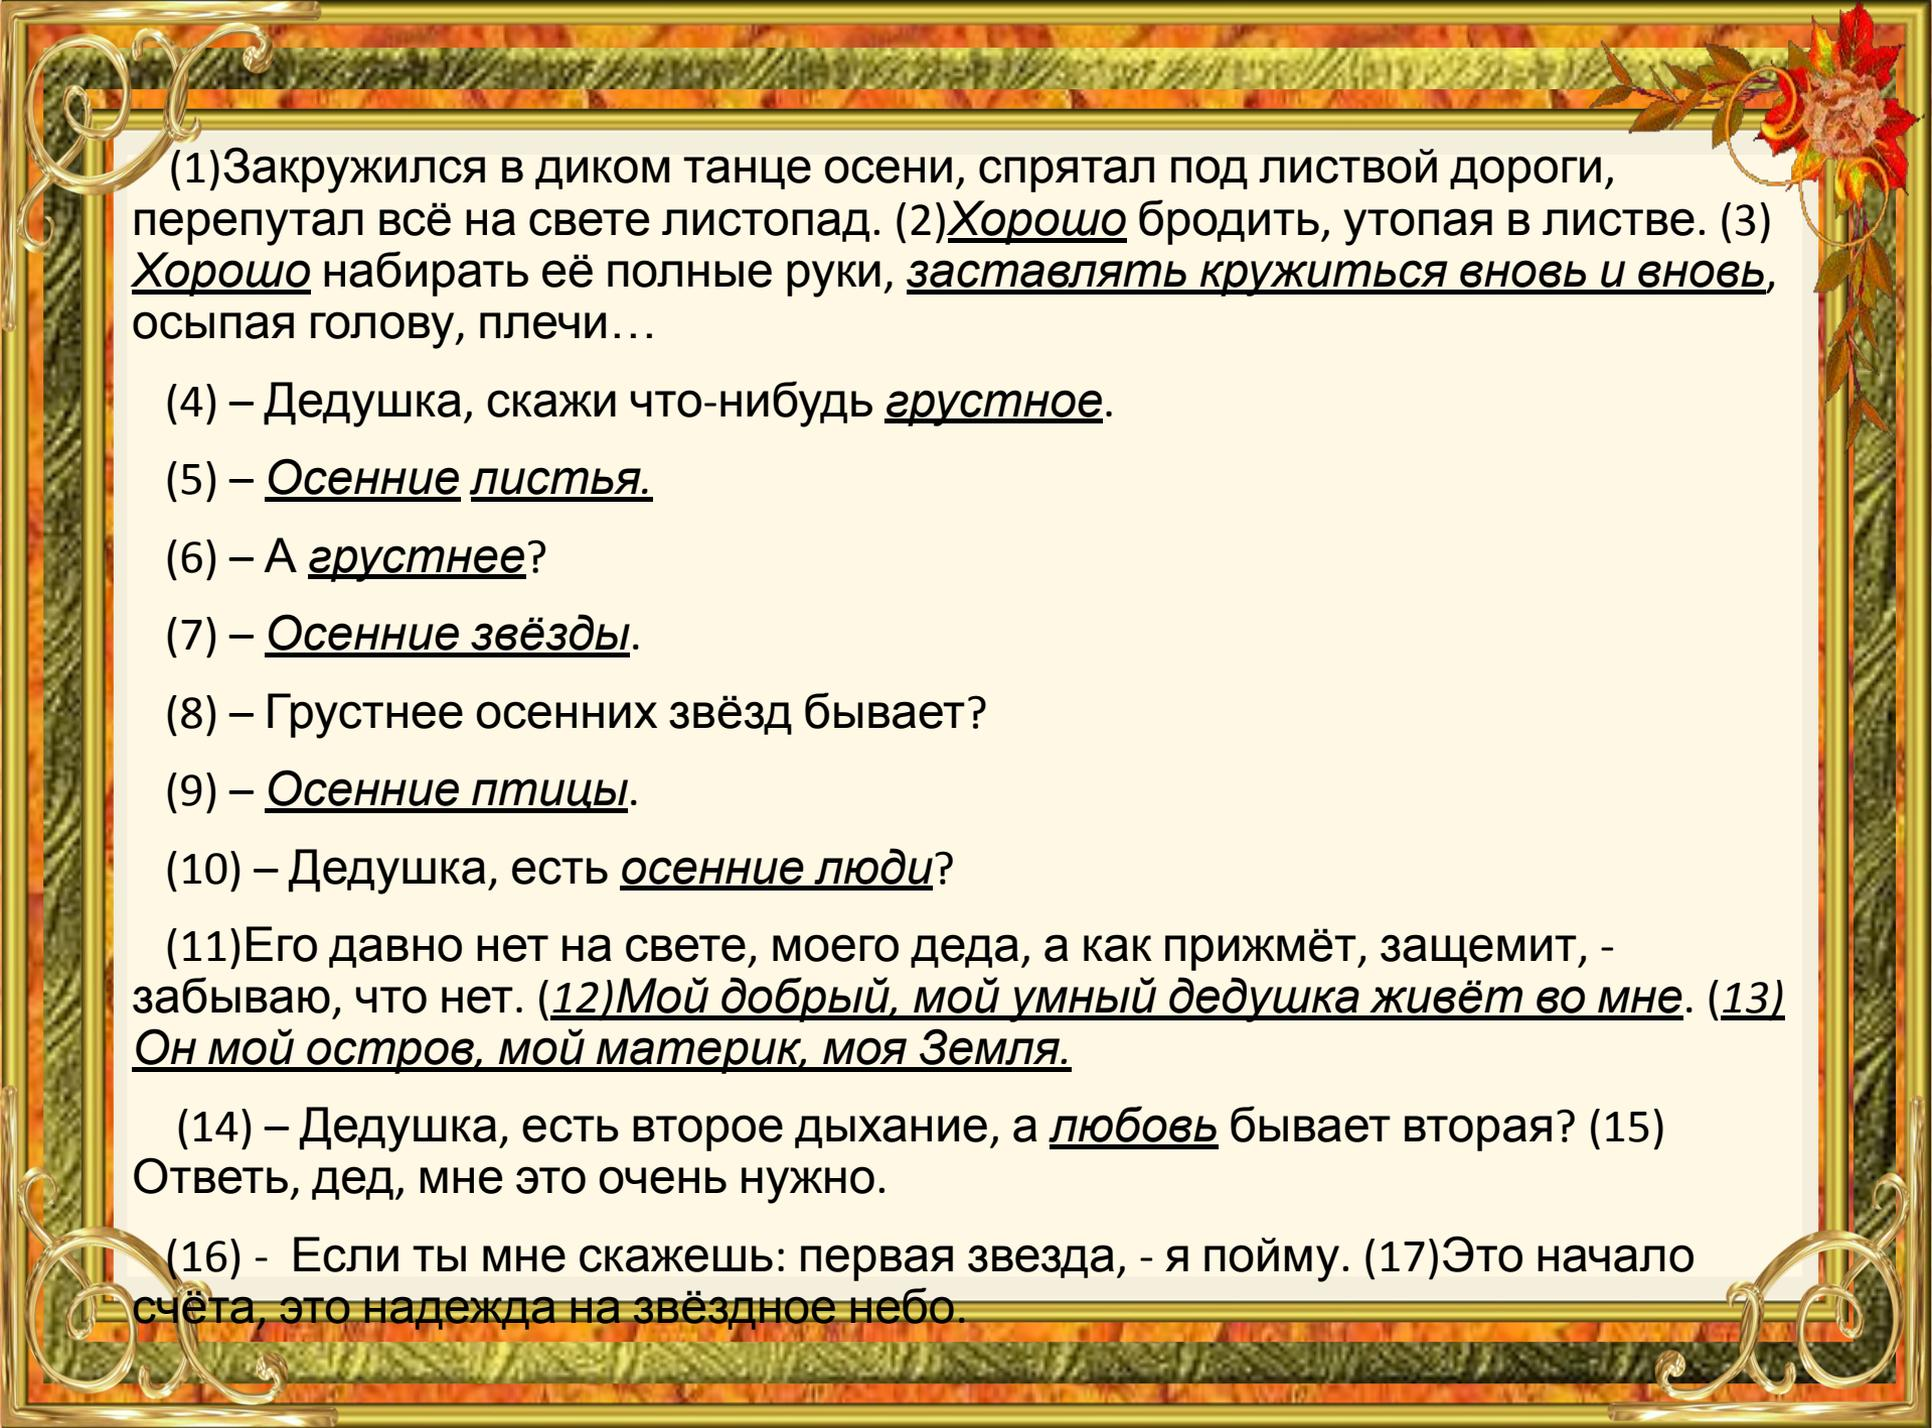 (1)Закружился в диком танце осени, спрятал под листвой дороги,
перепутал всё на свете листопад. (2)Хорошо бродить, утопая в листве. (3)
Хорошо набирать её полные руки, заставлять кружиться вновь и вновь,
осыпая голову, плечи…
(4) – Дедушка, скажи что-нибудь грустное.
(5) – Осенние листья.
(6) – А грустнее?
(7) – Осенние звёзды.
(8) – Грустнее осенних звёзд бывает?
(9) – Осенние птицы.
(10) – Дедушка, есть осенние люди?
(11)Его давно нет на свете, моего деда, а как прижмёт, защемит, -
забываю, что нет. (12)Мой добрый, мой умный дедушка живёт во мне. (13)
Он мой остров, мой материк, моя Земля.
(14) – Дедушка, есть второе дыхание, а любовь бывает вторая? (15)
Ответь, дед, мне это очень нужно.
(16) -  Если ты мне скажешь: первая звезда, - я пойму. (17)Это начало
счёта, это надежда на звёздное небо.